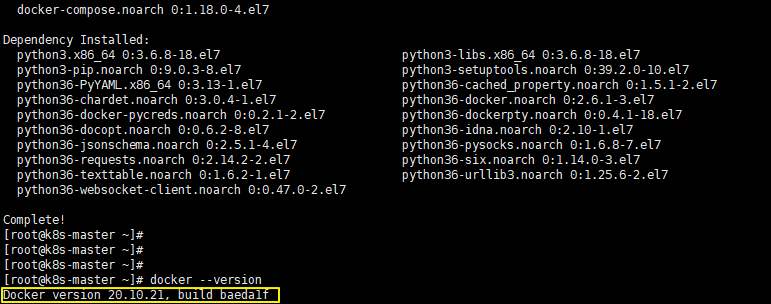 docker-compose.noarch 0:1.18.0-4.el7
Dependency Installed:
python3.x86_64 0:3.6.8-18.el7 python3-libs.x86_64 0:3.6.8-18.el7
python3-pip.noarch 0:9.0.3-8.el7 python3-setuptools.noarch 0:39.2.0-10.el7
python36-PyYAML.x86_64 0:3.13-1.el7 python36-cached_property.noarch 0:1.5.1-2.el7
python36-chardet.noarch 0:3.0.4-1.el7 python36-docker.noarch 0:2.6.1-3.el7
python36-docker-pycreds.noarch 0:0.2.1-2.el7 python36-dockerpty.noarch 0:0.4.1-18.el7
python36-docopt.noarch 0:0.6.2-8.el7 python36-idna.noarch 0:2.10-1.el7
python36-jsonschema.noarch 0:2.5.1-4.el7 python36-pysocks.noarch 0:1.6.8-7.el7
python36-requests.noarch 0:2.14.2-2.el7 python36-six.noarch 0:1.14.0-3.el7
python36-texttable.noarch 0:1.6.2-1.el7 python36-urllib3.noarch 0:1.25.6-2.el7
python36-websocket-client.noarch 0:0.47.0-2.el7
Complete!
[root@k8s-master ~]#
[root@k8s-master ~]#
[root@k8s-master ~]#
[root@k8s-master ~]# docker --version
Docker version 20.10.21, build baeda1f